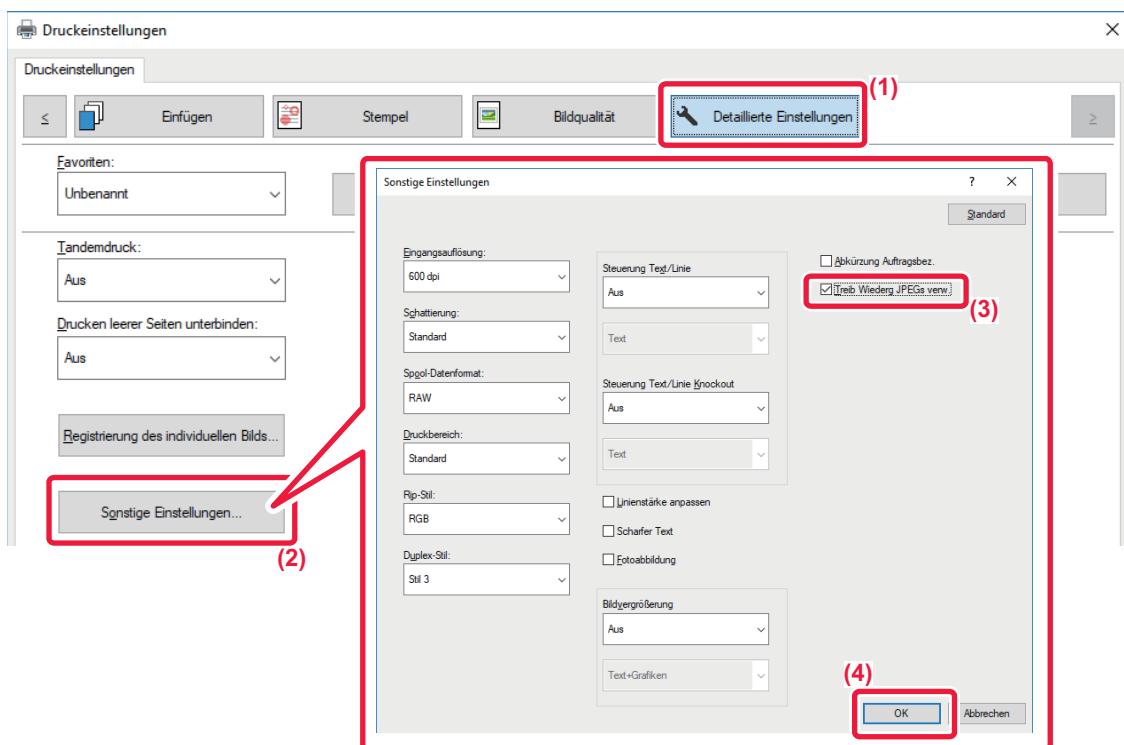 Druckeinstellungen
Druckeinstellungen
(1)
<
Einfügen
Stempel
Bildqualität
Detaillierte Einstellungen
>
Favoriten:
Unbenannt
Tandemdruck:
Aus
Drucken leerer Seiten unterbinden:
Aus
Registrierung des individuellen Bilds...
Sonstige Einstellungen...
(2)
Sonstige Einstellungen
?
Standard
Eingangsauflösung:
600 dpi
Schattierung:
Standard
Spool-Datenformat:
RAW
Druckbereich:
Standard
Rip-Stil:
RGB
Duplex-Stil:
Stil 3
Steuerung Text/Linie
Aus
Text
Steuerung Text/Linie Knockout
Aus
Text
Linienstärke anpassen
Scharfer Text
Fotoabbildung
Bildvergrößerung
Aus
Text+Grafiken
Abkürzung Auftragsbez.
Treib Wiederg JPEGs verw.
(3)
(4)
OK
Abbrechen